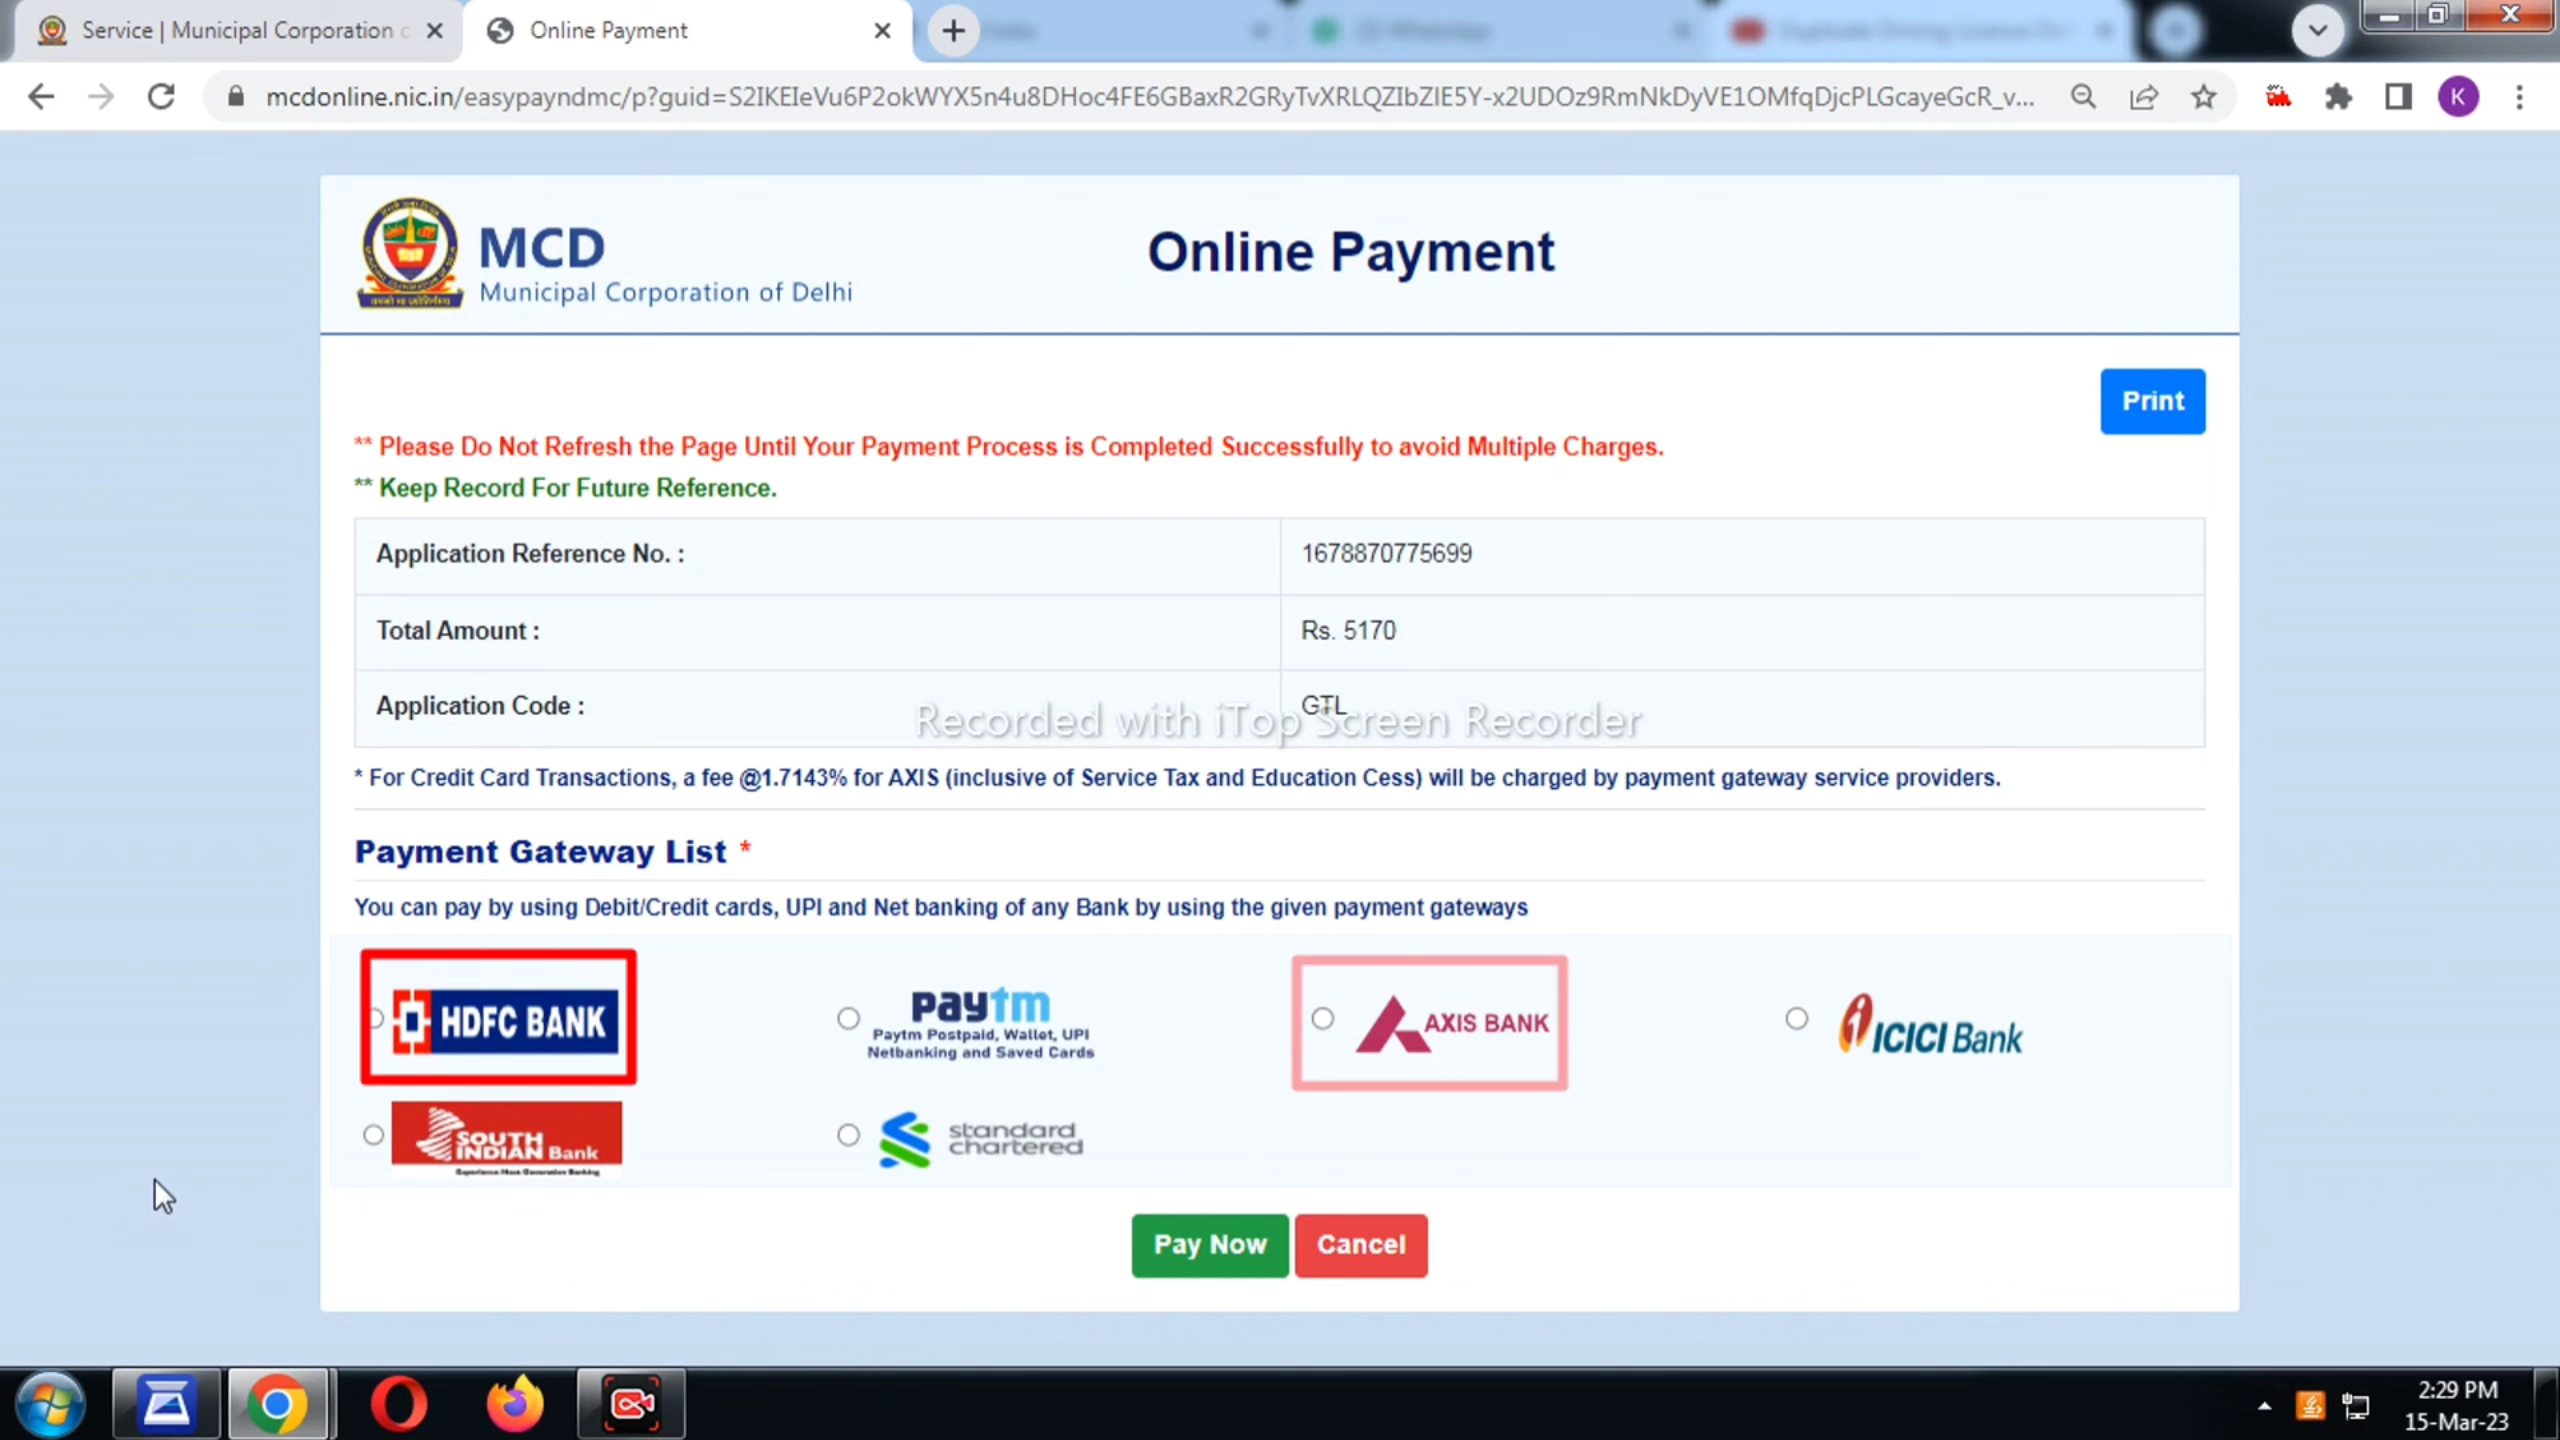 Service | Municipal Corporation
Online Payment
mcdonline.nic.in/easypayndmc/p?guid=S2IKEIeVu6P2okWYX5n4u8DHoc4FE6GBaxR2GRyTvXRLQZIbZIE5Y-x2UDOz9RmNkDyVE1OMfqDjcPLGcayeGcR_v...
K
MCD
Municipal Corporation of Delhi
Online Payment
Print
** Please Do Not Refresh the Page Until Your Payment Process is Completed Successfully to avoid Multiple Charges.
** Keep Record For Future Reference.
Application Reference No. : 1678870775699
Total Amount : Rs. 5170
Application Code : GTL
Recorded with iTop Screen Recorder
* For Credit Card Transactions, a fee @1.7143% for AXIS (inclusive of Service Tax and Education Cess) will be charged by payment gateway service providers.
Payment Gateway List *
You can pay by using Debit/Credit cards, UPI and Net banking of any Bank by using the given payment gateways
HDFC BANK
paytm
Paytm Postpaid, Wallet, UPI
Netbanking and Saved Cards
AXIS BANK
ICICI Bank
SOUTH
INDIAN Bank
Experience Next Generation Banking
standard
chartered
Pay Now Cancel
2:29 PM
15-Mar-23